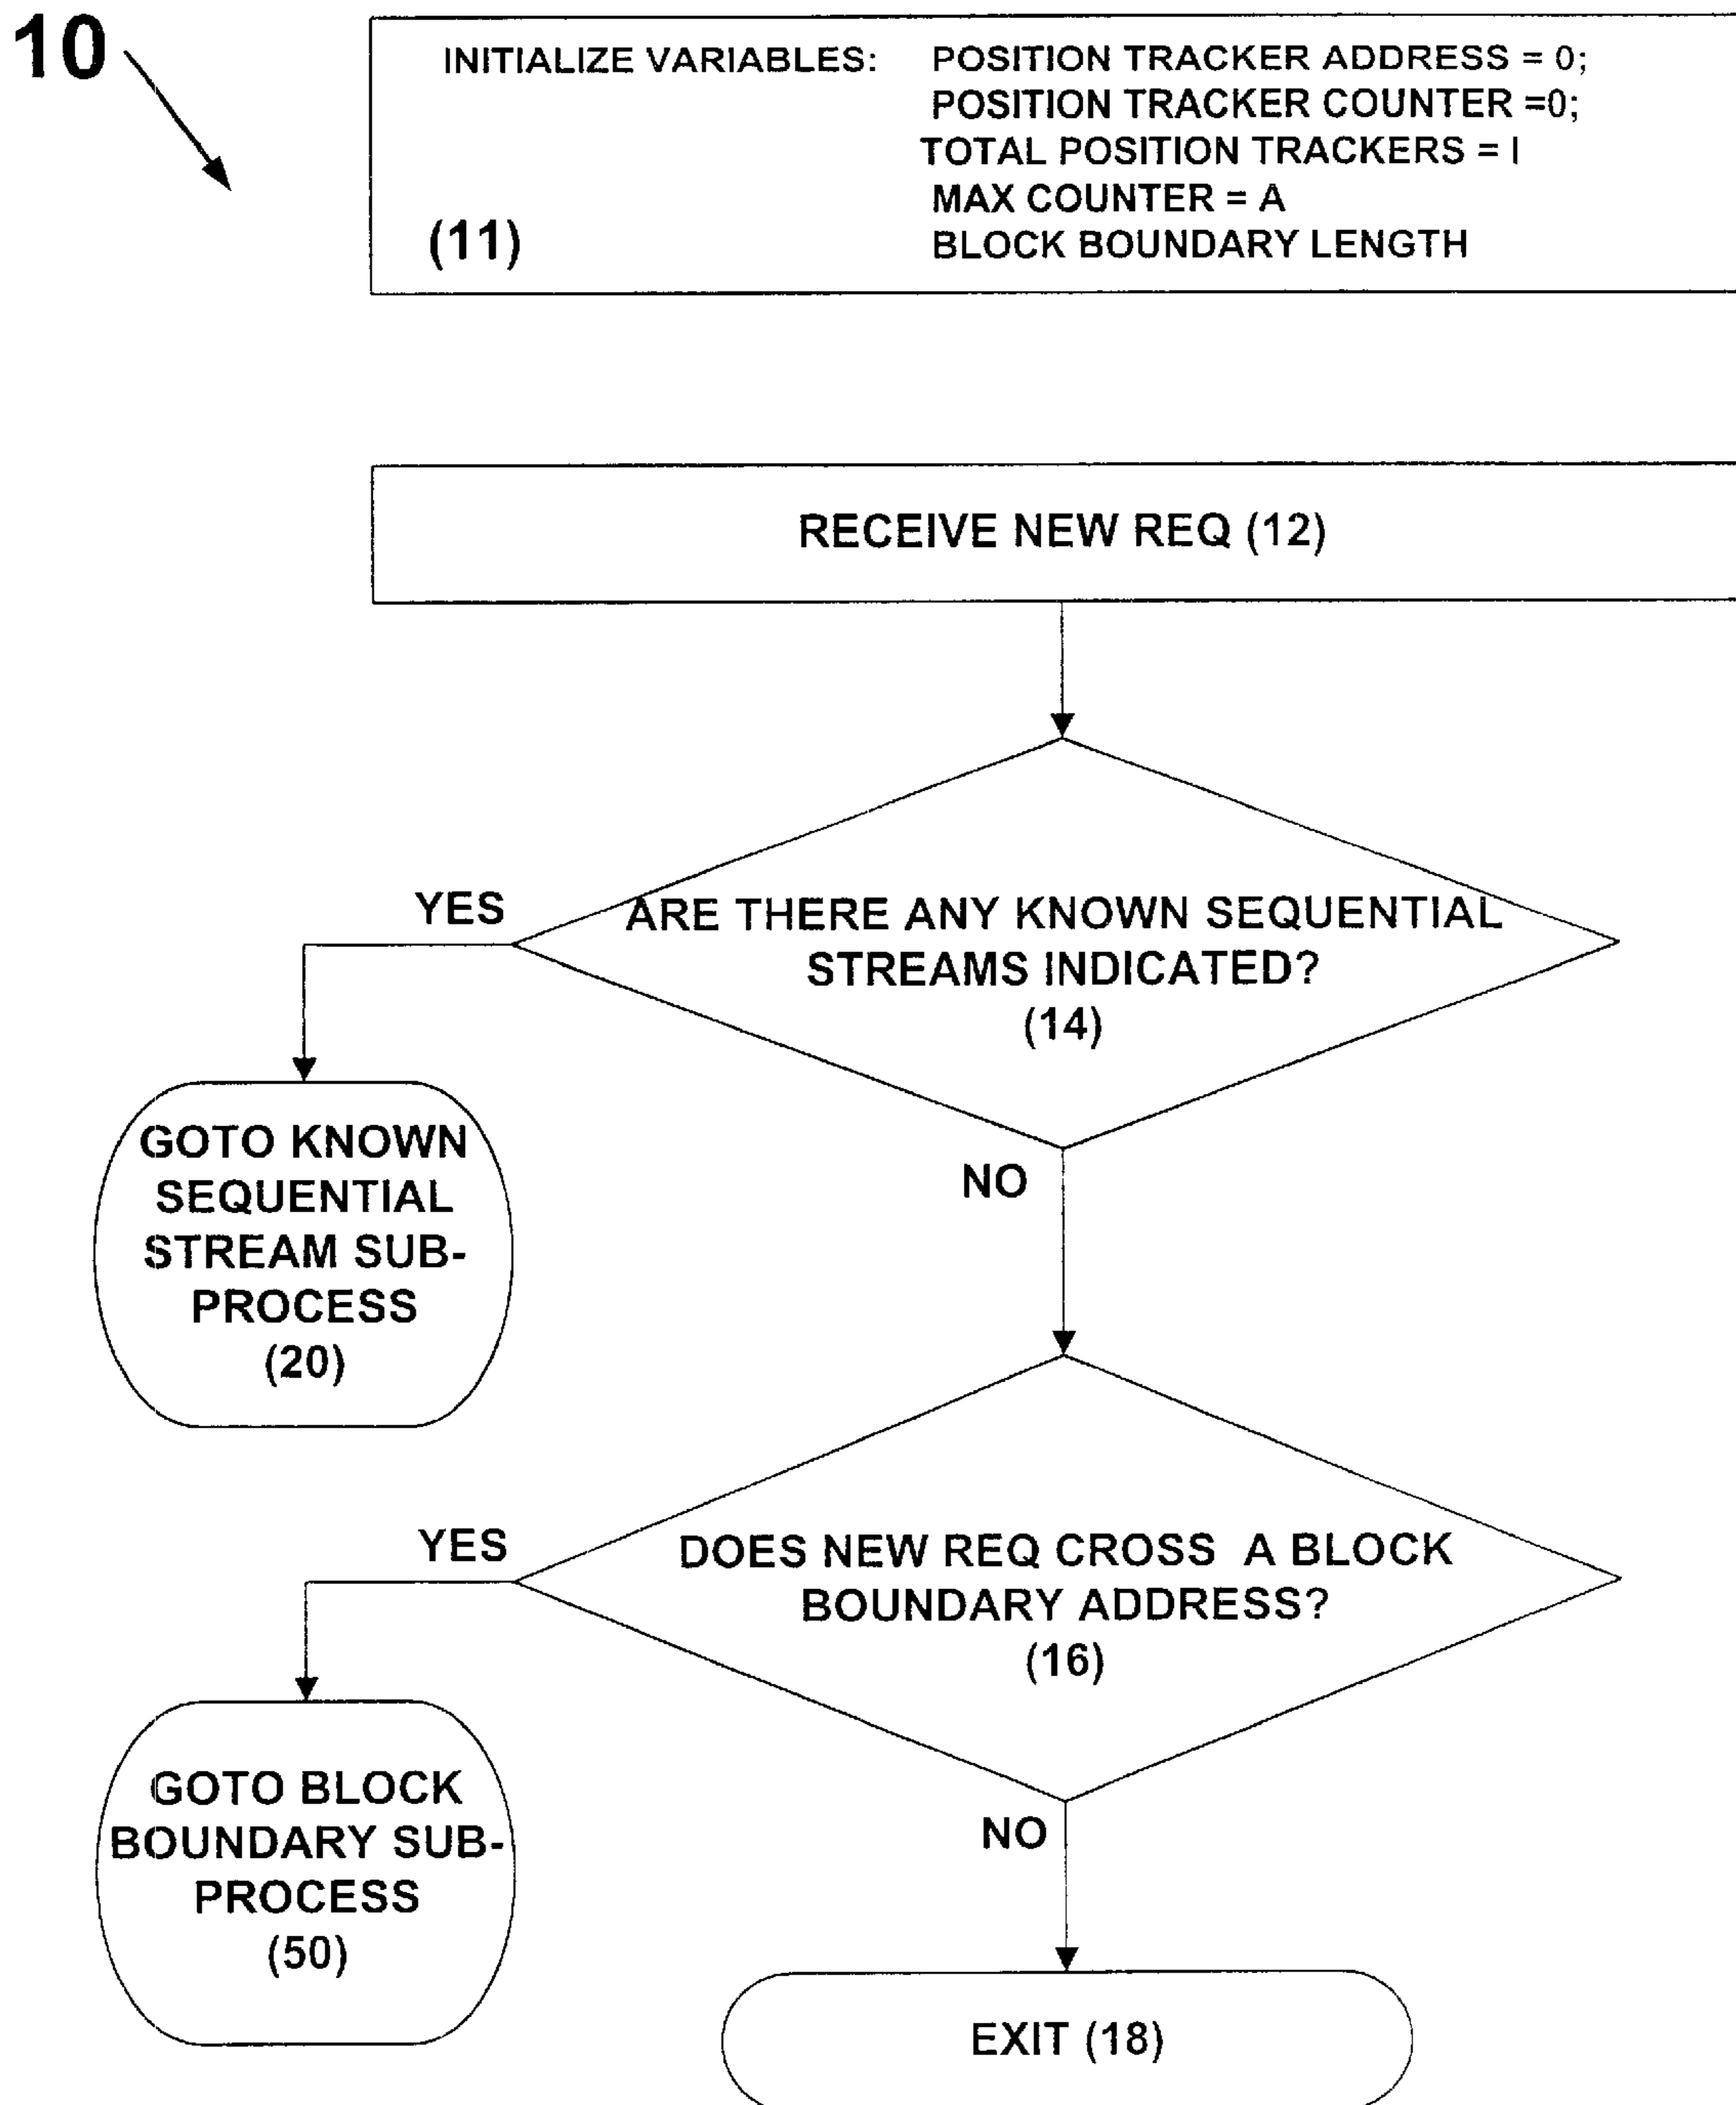 10
INITIALIZE VARIABLES: POSITION TRACKER ADDRESS = 0;
POSITION TRACKER COUNTER =0;
TOTAL POSITION TRACKERS = I
MAX COUNTER = A
(11) BLOCK BOUNDARY LENGTH
RECEIVE NEW REQ (12)
ARE THERE ANY KNOWN SEQUENTIAL
STREAMS INDICATED?
(14)
YES
GOTO KNOWN
SEQUENTIAL
STREAM SUB-
PROCESS
(20)
NO
DOES NEW REQ CROSS A BLOCK
BOUNDARY ADDRESS?
(16)
YES
GOTO BLOCK
BOUNDARY SUB-
PROCESS
(50)
NO
EXIT (18)